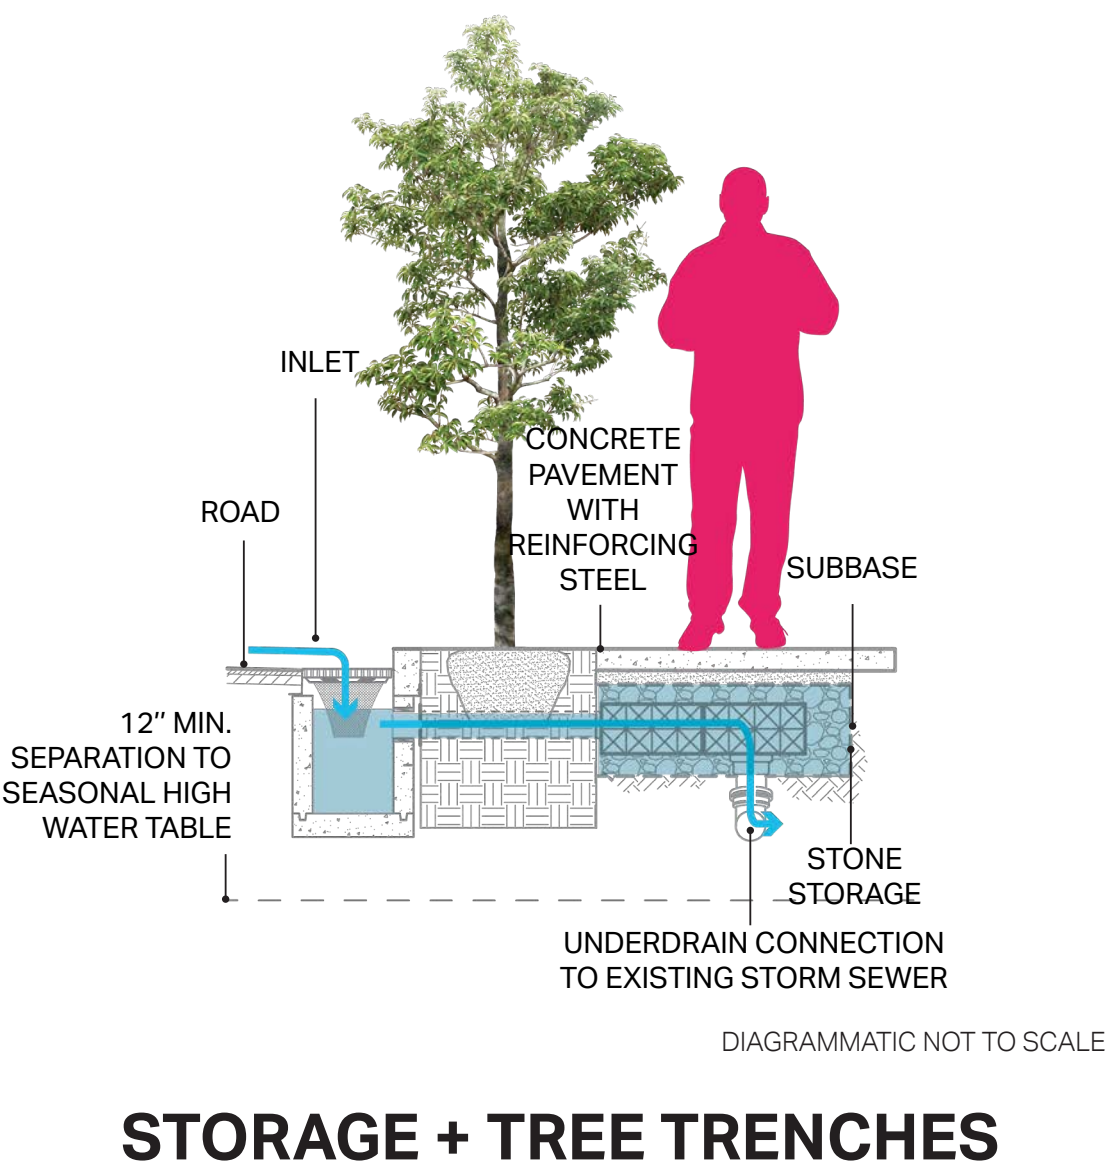 INLET
CONCRETE
PAVEMENT
WITH
REINFORCING
STEEL
ROAD
SUBBASE
12" MIN.
SEPARATION TO
SEASONAL HIGH
WATER TABLE
STONE
STORAGE
UNDERDRAIN CONNECTION
TO EXISTING STORM SEWER
DIAGRAMMATIC NOT TO SCALE
STORAGE + TREE TRENCHES